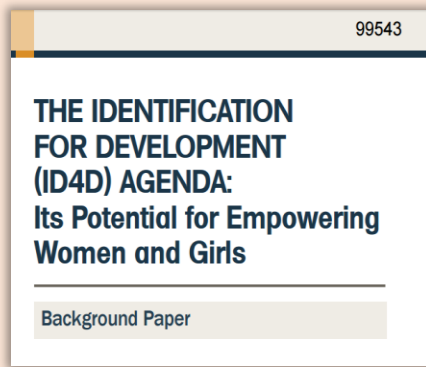 99543
THE IDENTIFICATION
FOR DEVELOPMENT
(ID4D) AGENDA:
Its Potential for Empowering
Women and Girls
Background Paper